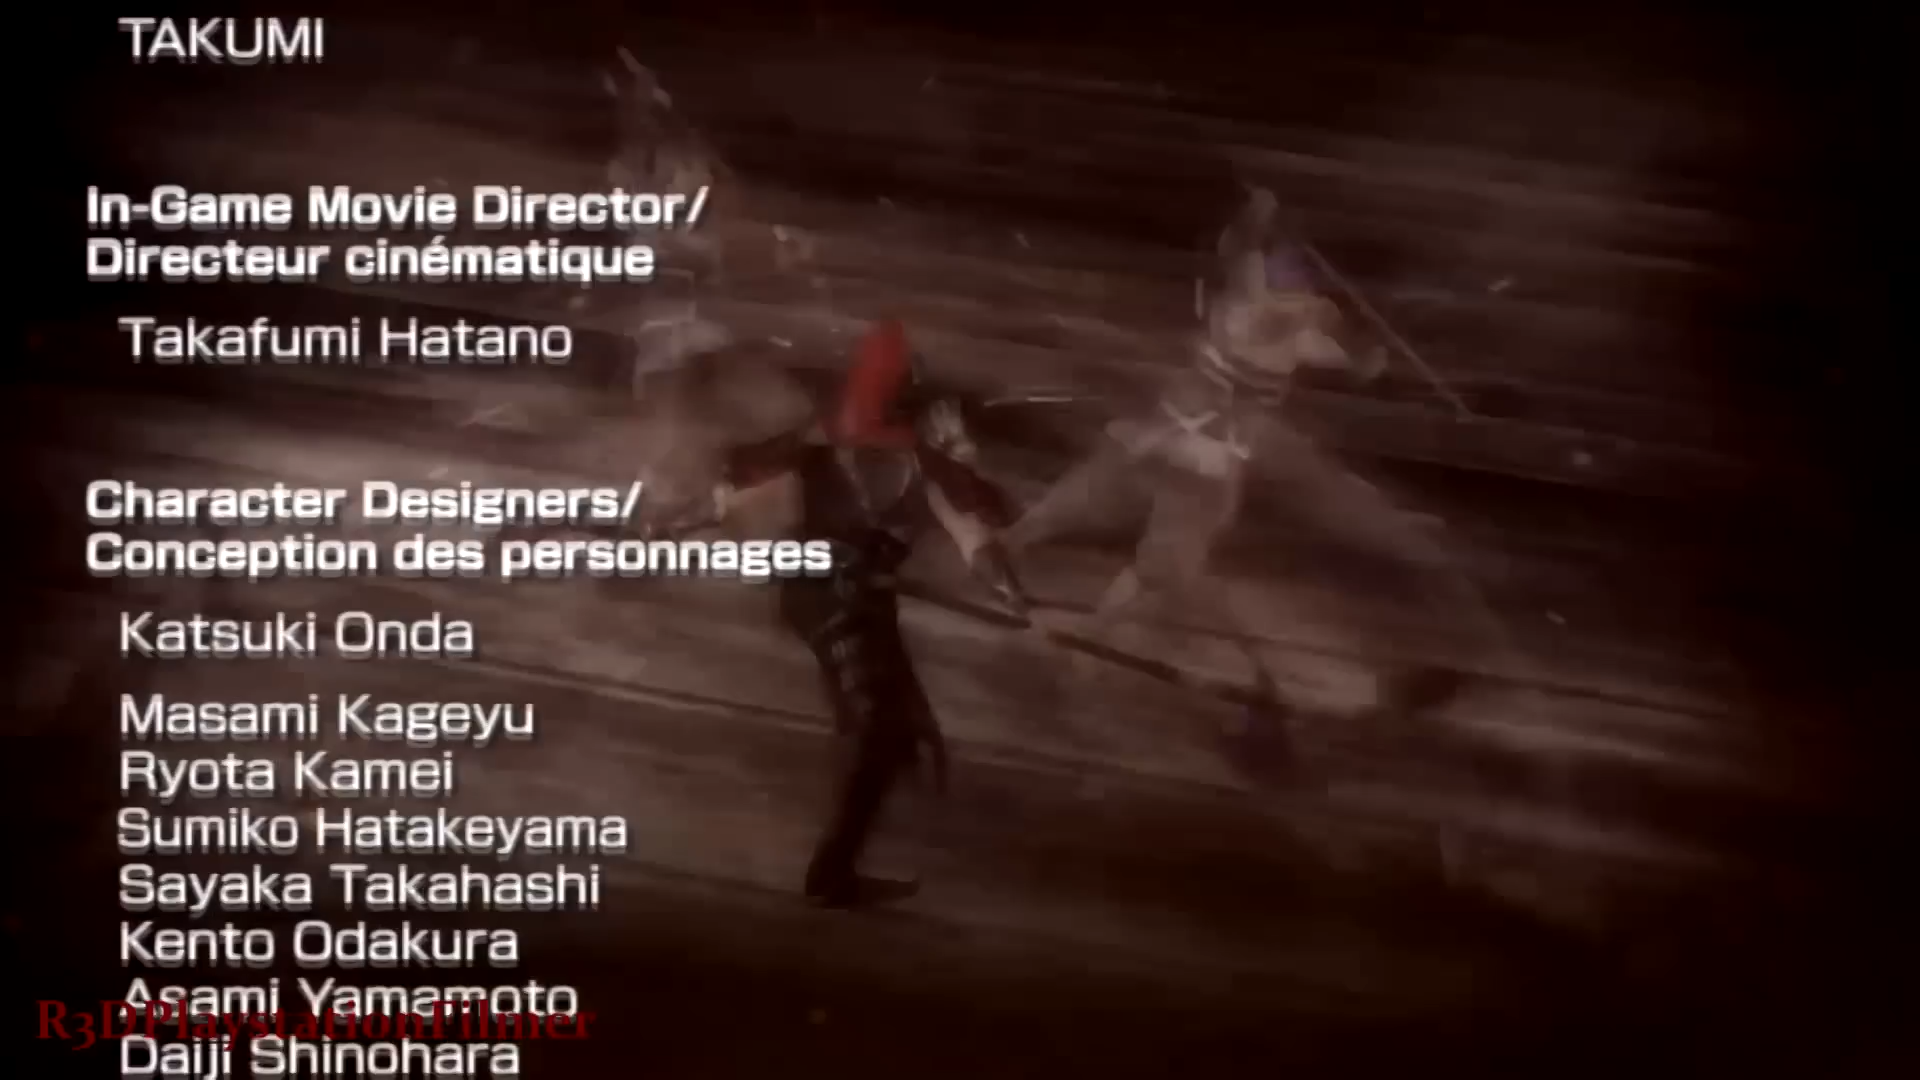 TAKUMI
In-Game Movie Director/
Directeur cinématique
Takafumi Hatano
Character Designers/
Conception des personnages
Katsuki Onda
Masami Kageyu
Ryota Kamei
Sumiko Hatakeyama
Sayaka Takahashi
Kento Odakura
Asami Yamamoto
R3DPlaystationFilmer
Daiji Shinohara